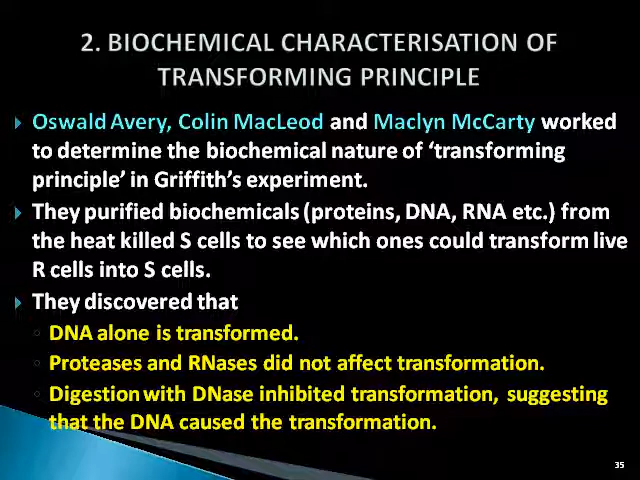 2. BIOCHEMICAL CHARACTERISATION OF
TRANSFORMING PRINCIPLE
Oswald Avery, Colin MacLeod and Maclyn McCarty worked
to determine the biochemical nature of ‘transforming
principle’ in Griffith’s experiment.
They purified biochemicals (proteins, DNA, RNA etc.) from
the heat killed S cells to see which ones could transform live
R cells into S cells.
They discovered that
DNA alone is transformed.
Proteases and RNases did not affect transformation.
Digestion with DNase inhibited transformation, suggesting
that the DNA caused the transformation.
35